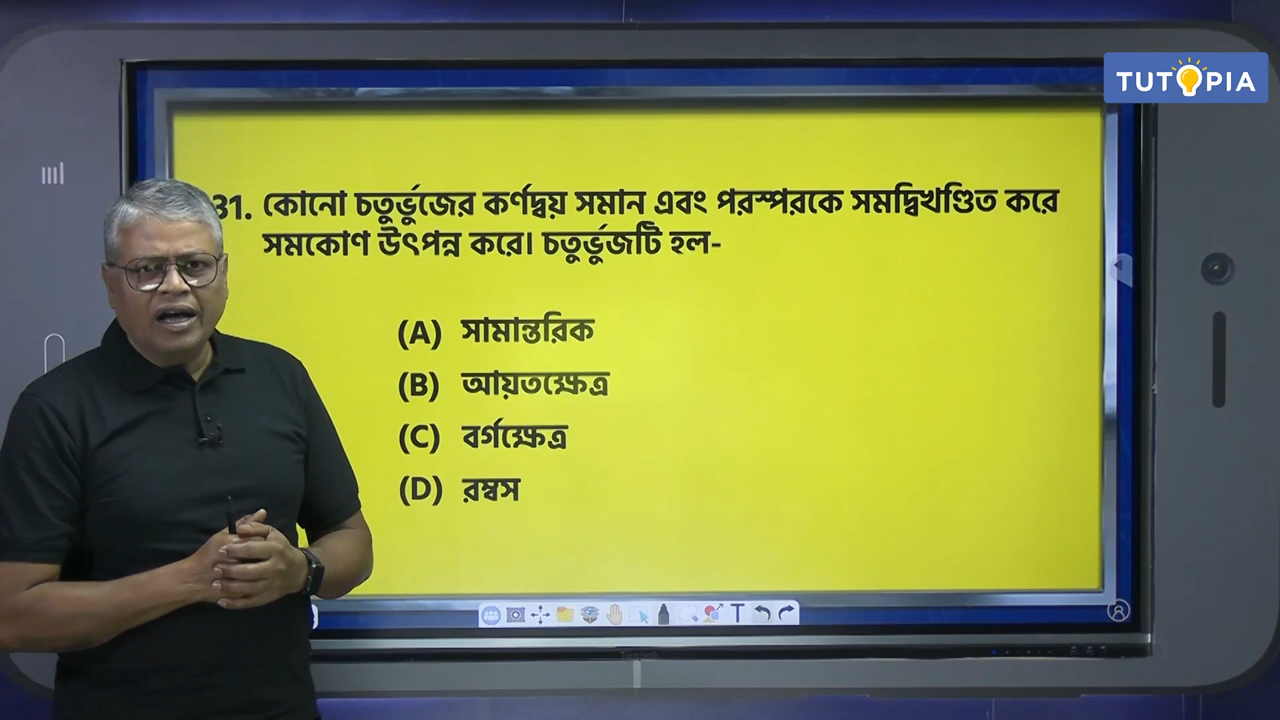 TUTOPIA
31. কোনো চতুর্ভুজের কর্ণদ্বয় সমান এবং পরস্পরকে সমদ্বিখণ্ডিত করে
সমকোণ উৎপন্ন করে। চতুর্ভুজটি হল-
(A) সামান্তরিক
(B) আয়তক্ষেত্র
(C) বর্গক্ষেত্র
(D) রম্বস